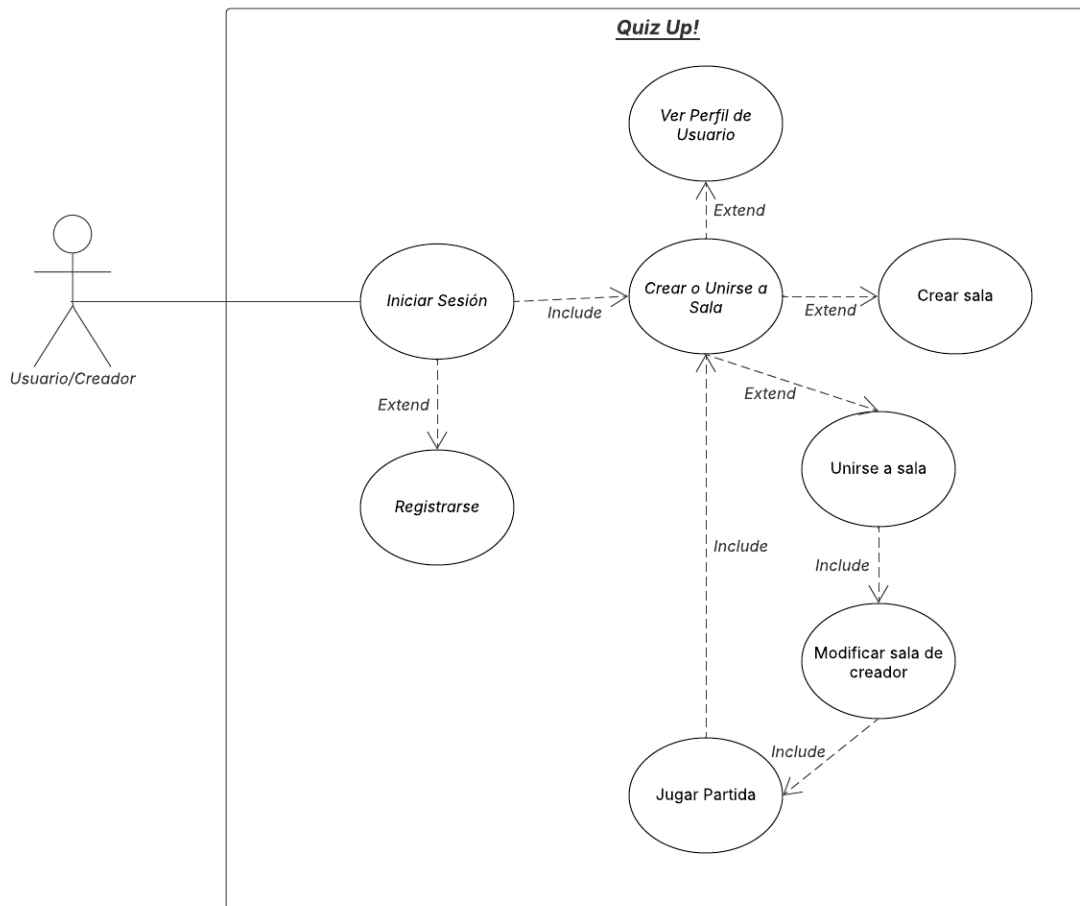 Quiz Up!
Ver Perfil de
Usuario
Extend
Iniciar Sesión
Include
Crear o Unirse a
Sala
Extend
Crear sala
Usuario/Creador
Extend
Extend
Unirse a sala
Registrarse
Include
Include
Modificar sala de
creador
Include
Jugar Partida